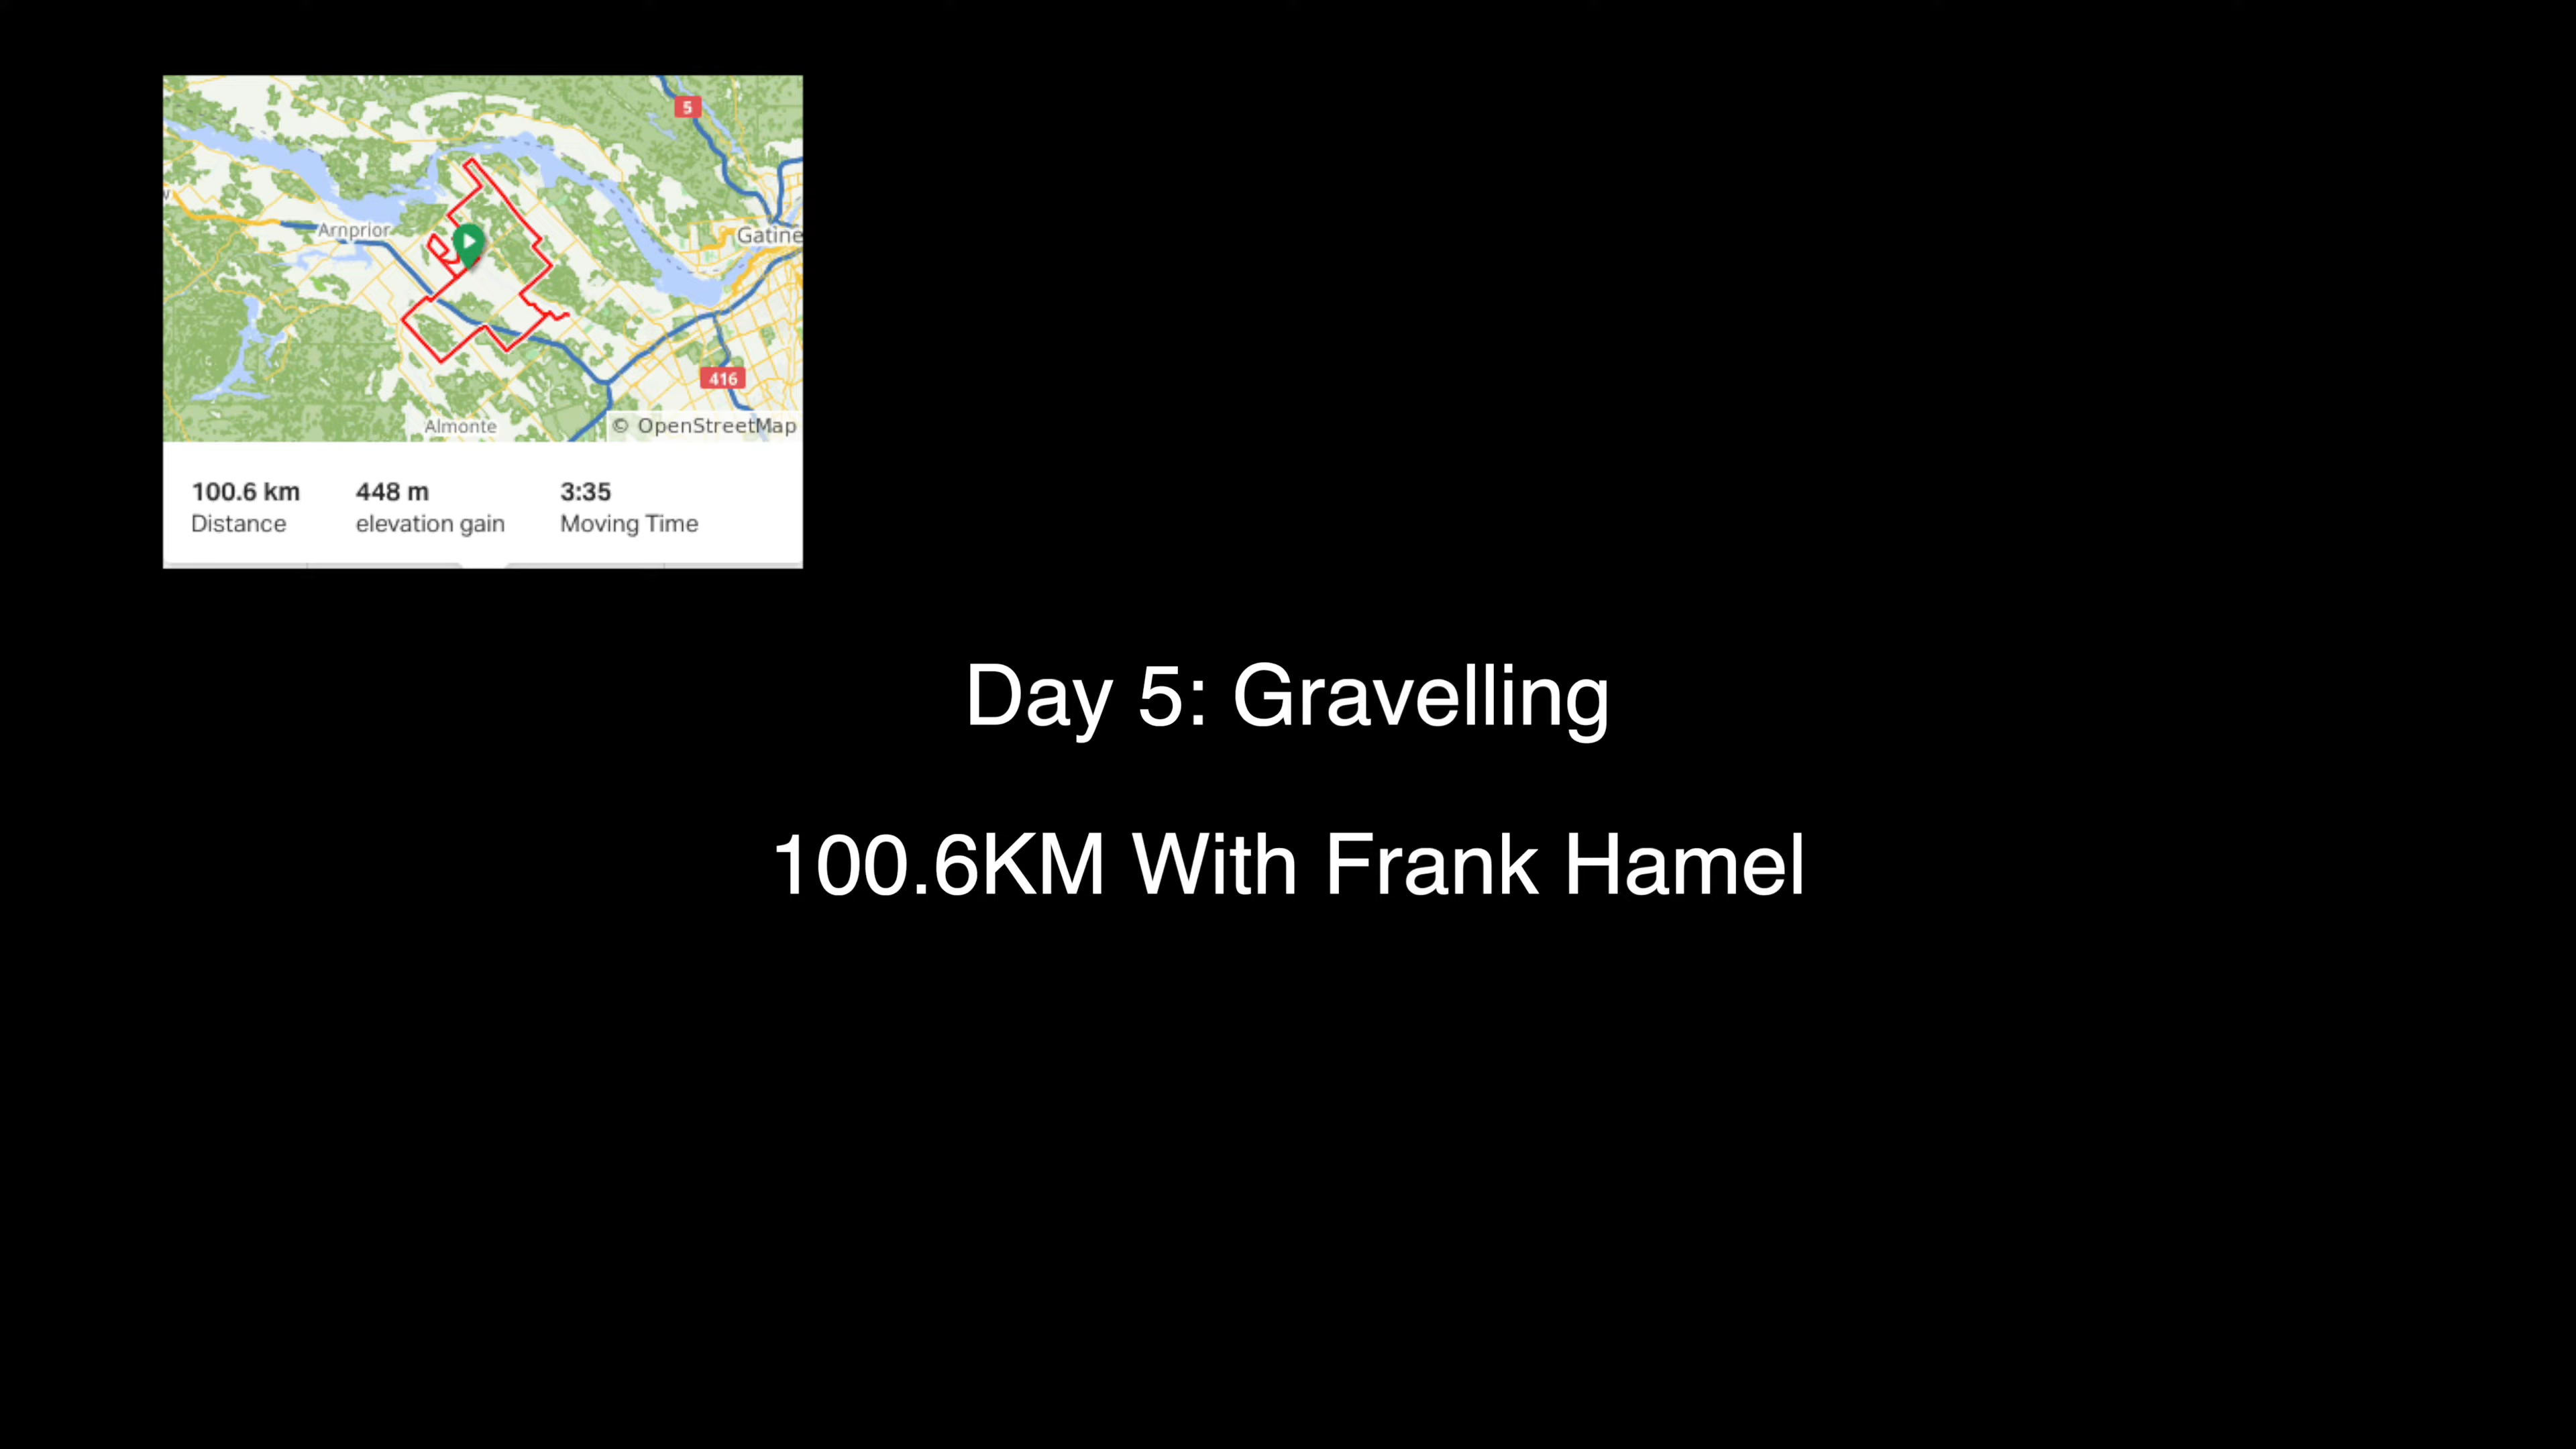 5
Arnprior
Gatine
416
Almonte
© OpenStreetMap
100.6 km 448 m 3:35
Distance elevation gain Moving Time
Day 5: Gravelling
100.6KM With Frank Hamel